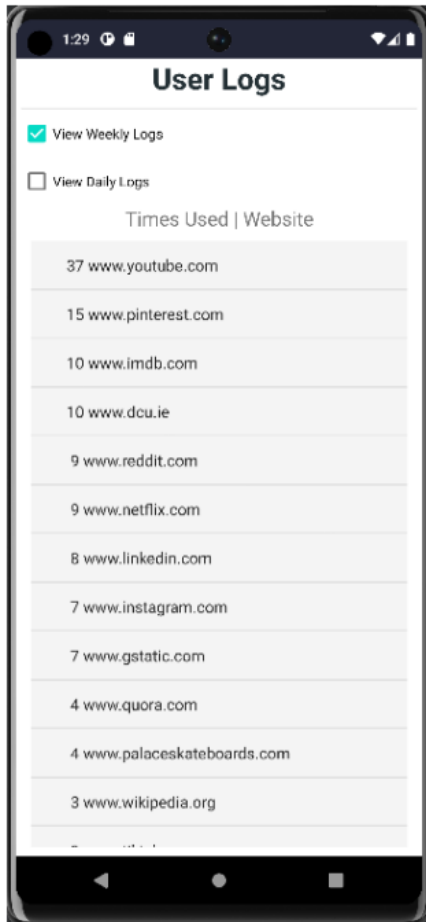 1:29
User Logs
View Weekly Logs
View Daily Logs
Times Used | Website
37 www.youtube.com
15 www.pinterest.com
10 www.imdb.com
10 www.dcu.ie
9 www.reddit.com
9 www.netflix.com
8 www.linkedin.com
7 www.instagram.com
7 www.gstatic.com
4 www.quora.com
4 www.palaceskateboards.com
3 www.wikipedia.org